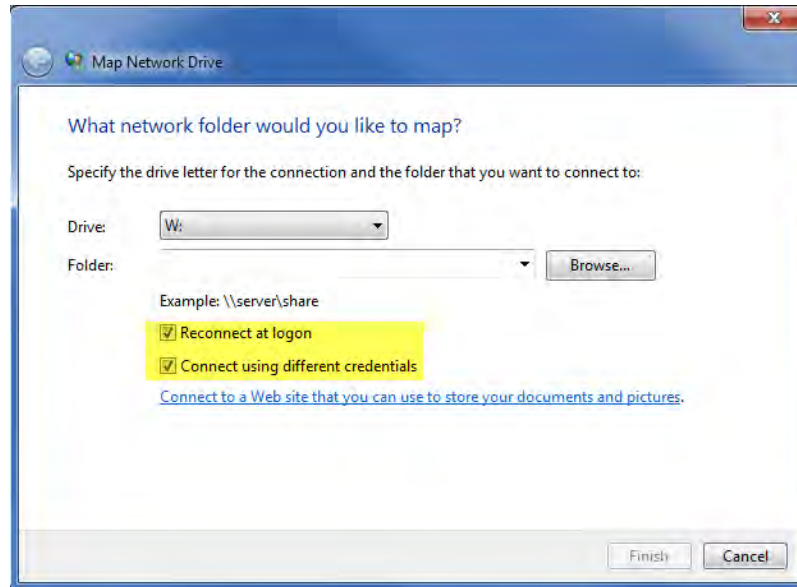 Map Network Drive
What network folder would you like to map?
Specify the drive letter for the connection and the folder that you want to connect to:
Drive: W:
Folder: Browse...
Example: \\server\share
Reconnect at logon
Connect using different credentials
Connect to a Web site that you can use to store your documents and pictures.
Finish Cancel